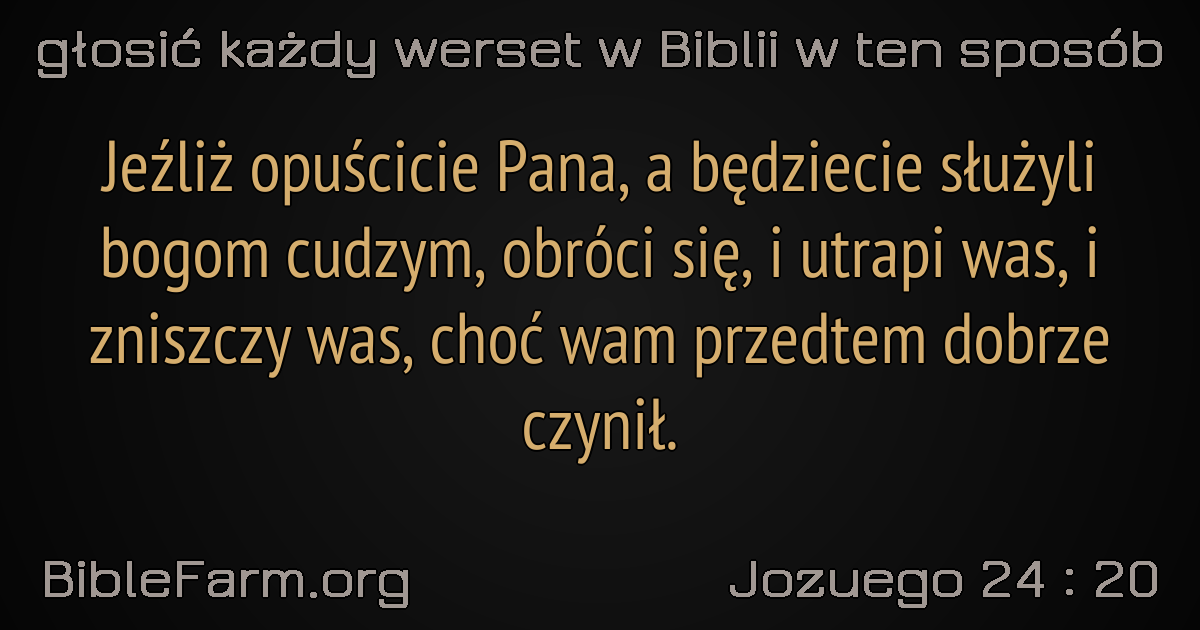 głosić każdy werset w Biblii w ten sposób
Jeźliż opuścicie Pana, a będziecie służyli
bogom cudzym, obróci się, i utrapi was, i
zniszczy was, choć wam przedtem dobrze
czynił.
BibleFarm.org
Jozuego 24 : 20